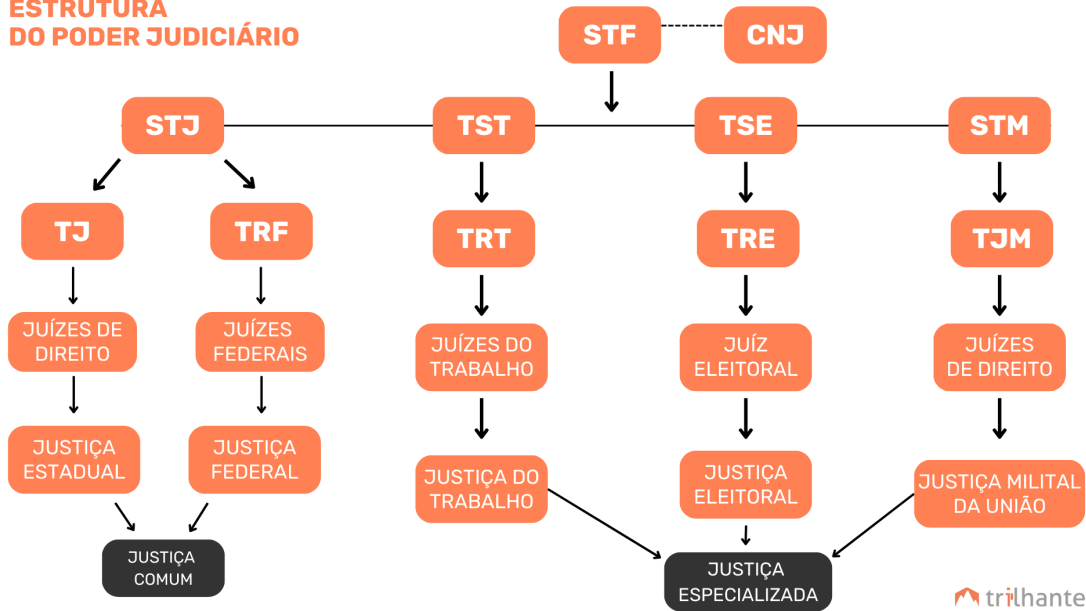 ESTRUTURA
DO PODER JUDICIÁRIO
STF
CNJ
STJ
TST
TSE
STM
TJ
TRF
TRT
TRE
TJM
JUÍZES DE
DIREITO
JUÍZES
FEDERAIS
JUÍZES DO
TRABALHO
JUÍZ
ELEITORAL
JUÍZES
DE DIREITO
JUSTIÇA
ESTADUAL
JUSTIÇA
FEDERAL
JUSTIÇA DO
TRABALHO
JUSTIÇA
ELEITORAL
JUSTIÇA MILITAL
DA UNIÃO
JUSTIÇA
COMUM
JUSTIÇA
ESPECIALIZADA
trilhante